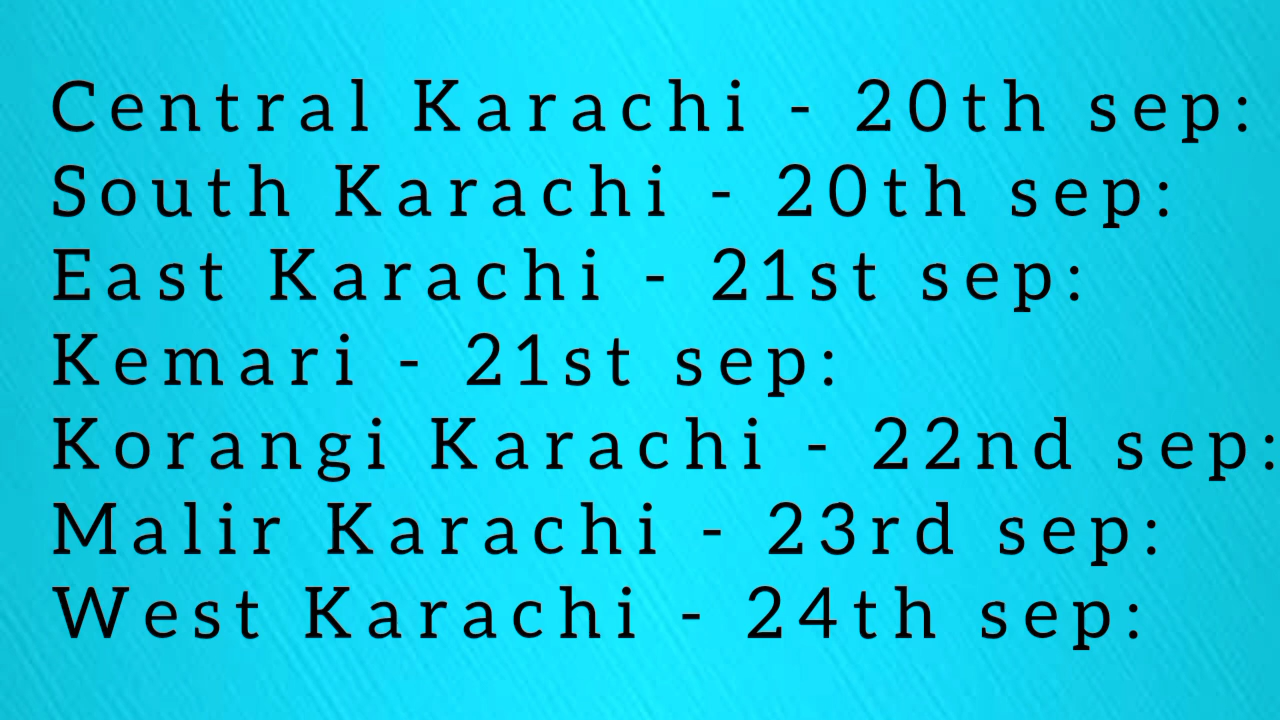 Central Karachi - 20th sep:
South Karachi - 20th sep:
East Karachi - 21st sep:
Kemari - 21st sep:
Korangi Karachi - 22nd sep:
Malir Karachi - 23rd sep:
West Karachi - 24th sep: